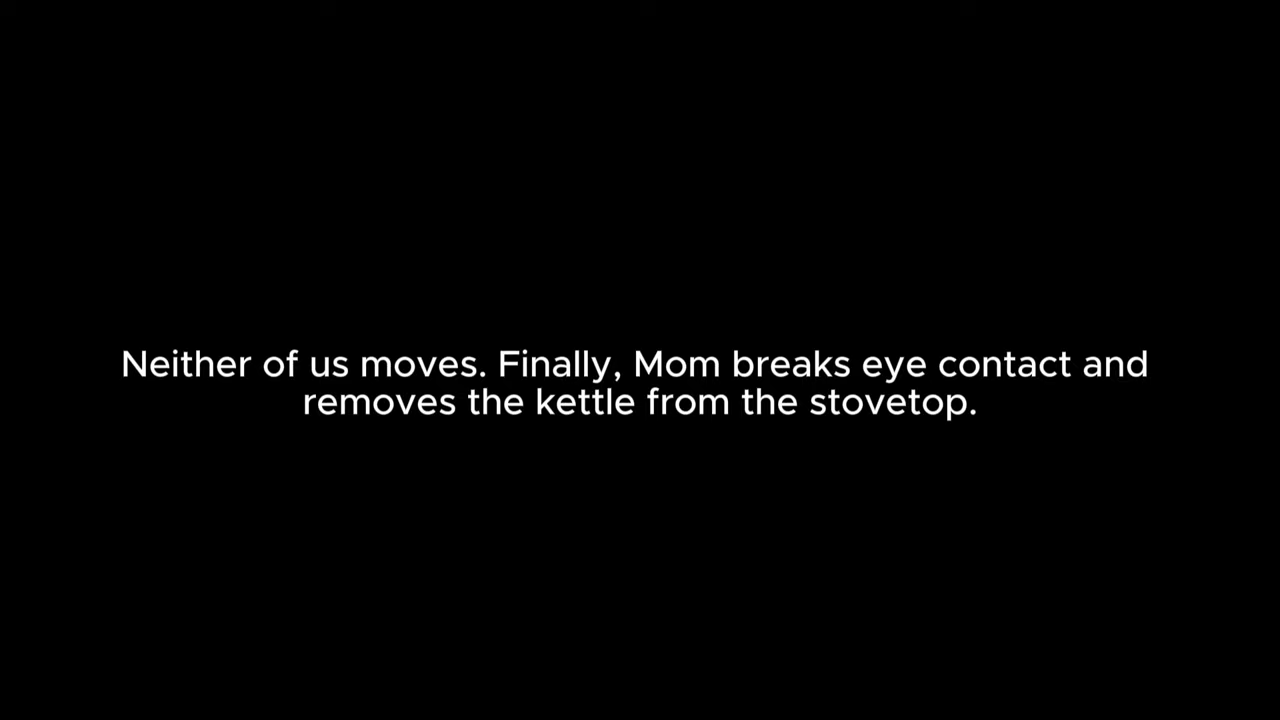 Neither of us moves. Finally, Mom breaks eye contact and
removes the kettle from the stovetop.